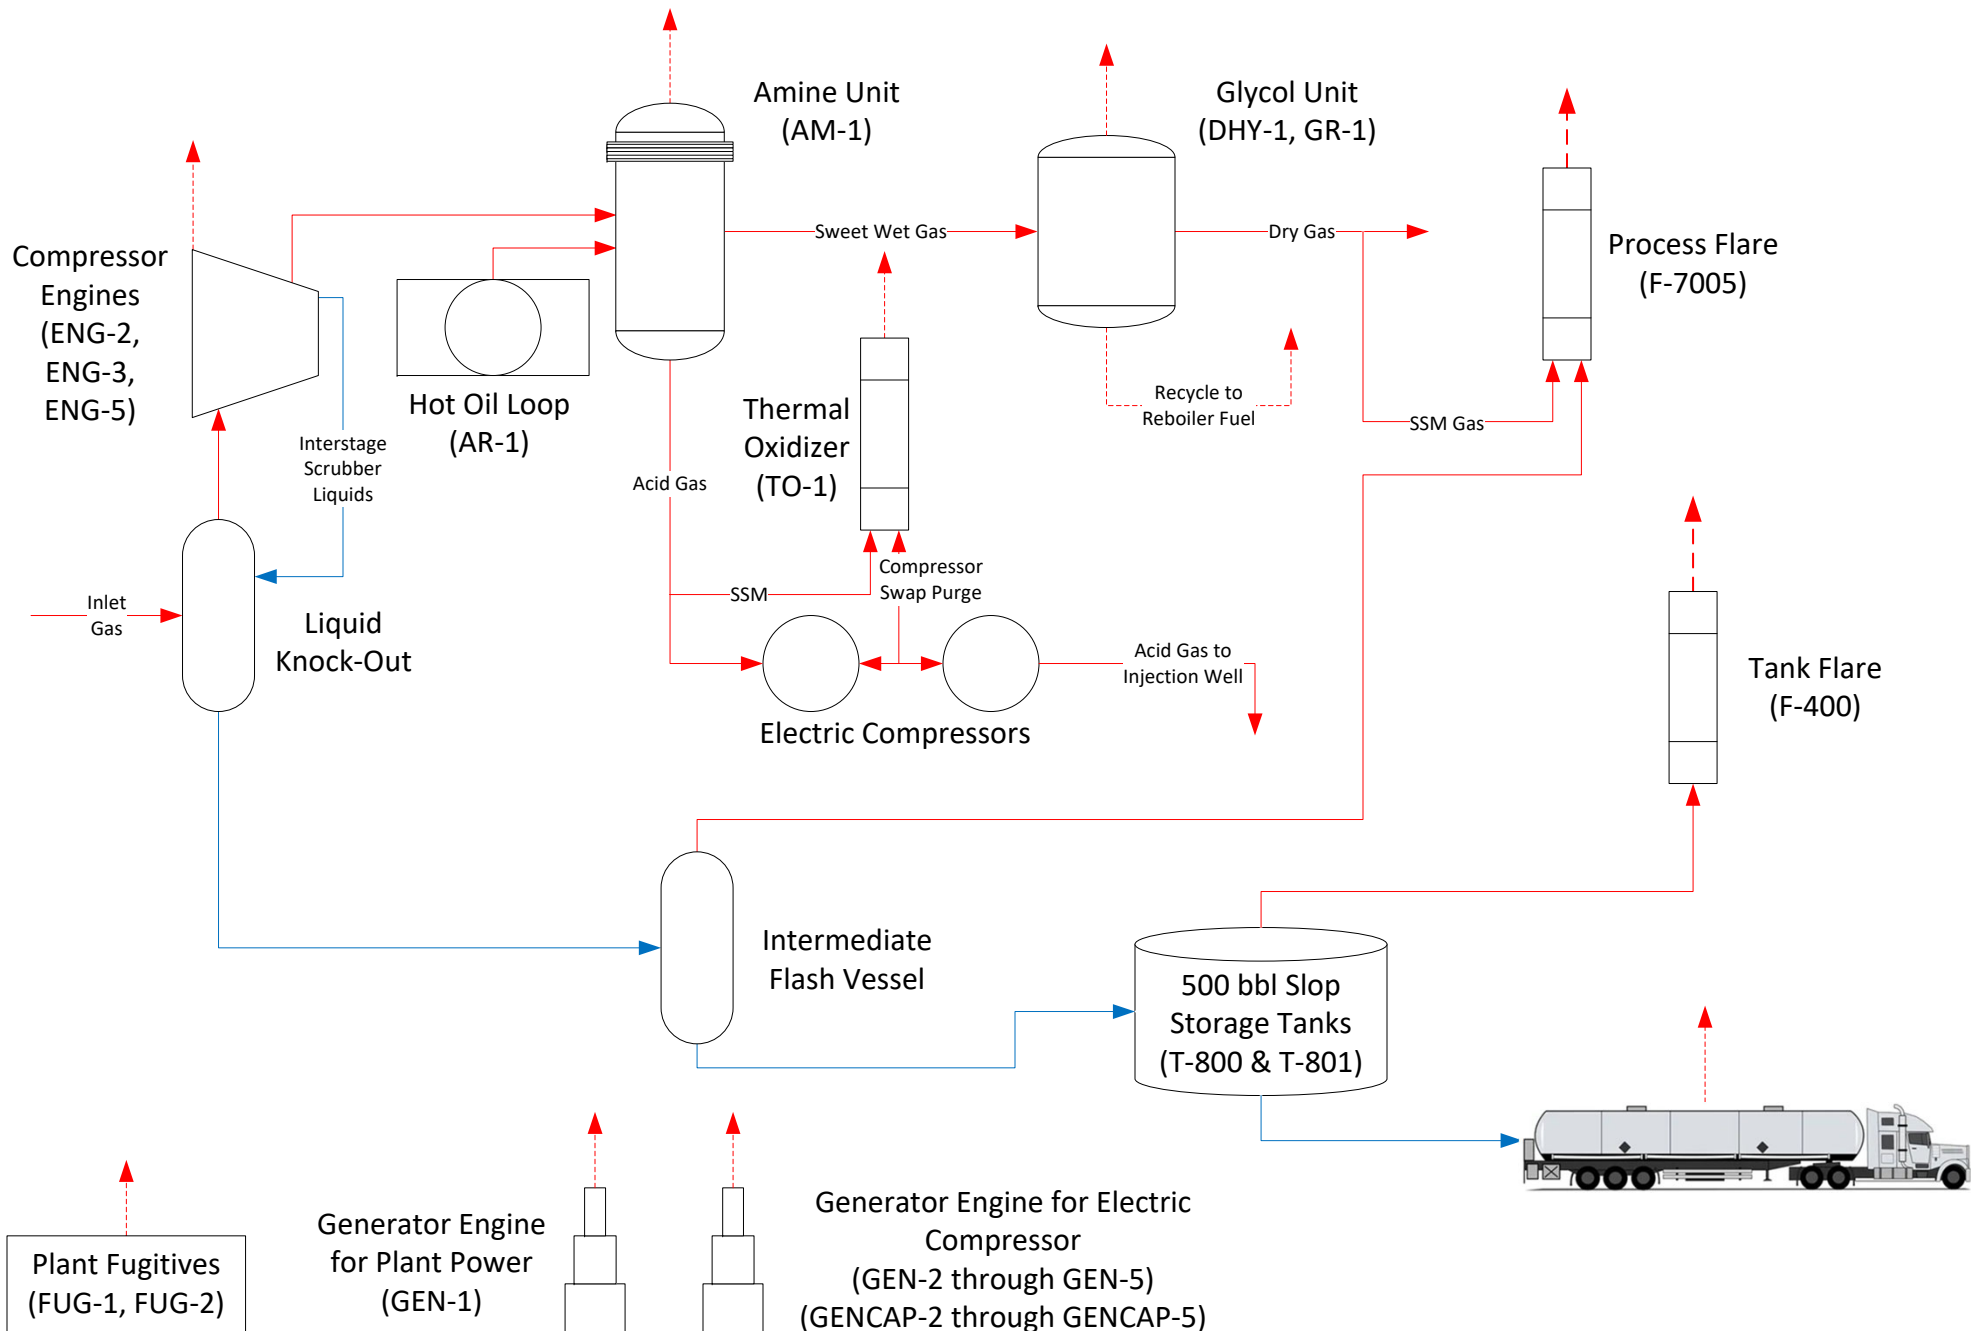 Amine Unit
(AM-1)
Glycol Unit
(DHY-1, GR-1)
Compressor
Engines
(ENG-2,
ENG-3,
ENG-5)
Sweet Wet Gas
Dry Gas
Process Flare
(F-7005)
Hot Oil Loop
(AR-1)
Thermal
Oxidizer
(TO-1)
Recycle to
Reboiler Fuel
SSM Gas
Interstage
Scrubber
Liquids
Acid Gas
Compressor
Swap Purge
SSM
Inlet
Gas
Liquid
Knock-Out
Acid Gas to
Injection Well
Electric Compressors
Tank Flare
(F-400)
Intermediate
Flash Vessel
500 bbl Slop
Storage Tanks
(T-800 & T-801)
Plant Fugitives
(FUG-1, FUG-2)
Generator Engine
for Plant Power
(GEN-1)
Generator Engine for Electric
Compressor
(GEN-2 through GEN-5)
(GENCAP-2 through GENCAP-5)